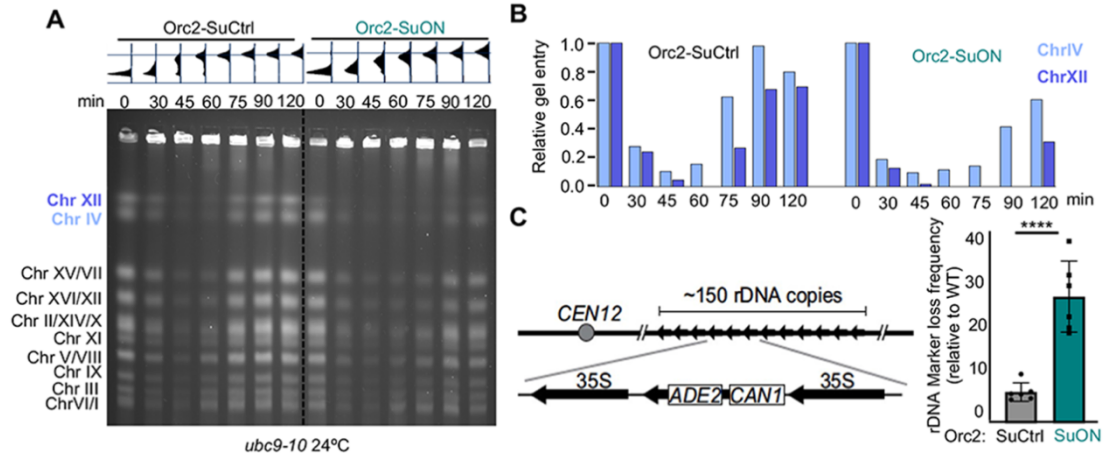 A
Orc2-SuCtrl Orc2-SuON
min 0 30 45 60 75 90 120 0 30 45 60 75 90 120
Chr XII
Chr IV
Chr XV/VII
Chr XVI/XII
Chr II/XIV/X
Chr XI
Chr V/VIII
Chr IX
Chr III
ChrVI/I
ubc9-10 24ºC
B
Relative gel entry
1.0
0.8
0.6
0.4
0.2
0.0
Orc2-SuCtrl
Orc2-SuON
ChrIV
ChrXII
0 30 45 60 75 90 120 0 30 45 60 75 90 120 min
C
CEN12
~150 rDNA copies
35S ADE2 CAN1 35S
rDNA Marker loss frequency
(relative to WT)
40
30
20
10
0
****
Orc2: SuCtrl SuON